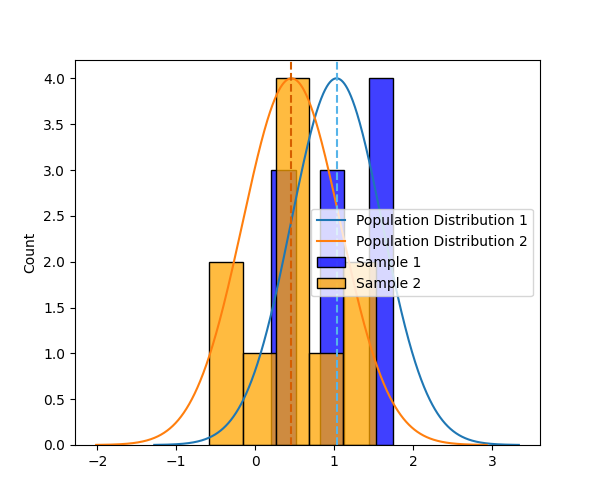 4.0
3.5
3.0
2.5
2.0
1.5
1.0
0.5
0.0
Count
Population Distribution 1
Population Distribution 2
Sample 1
Sample 2
−2 −1 0 1 2 3